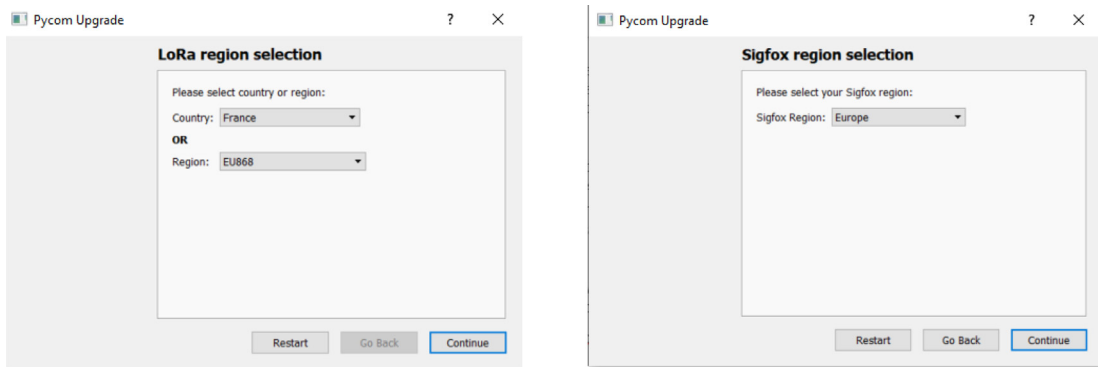 Pycom Upgrade ? ×
LoRa region selection
Please select country or region:
Country: France
OR
Region: EU868
Restart Go Back Continue
Pycom Upgrade ? ×
Sigfox region selection
Please select your Sigfox region:
Sigfox Region: Europe
Restart Go Back Continue